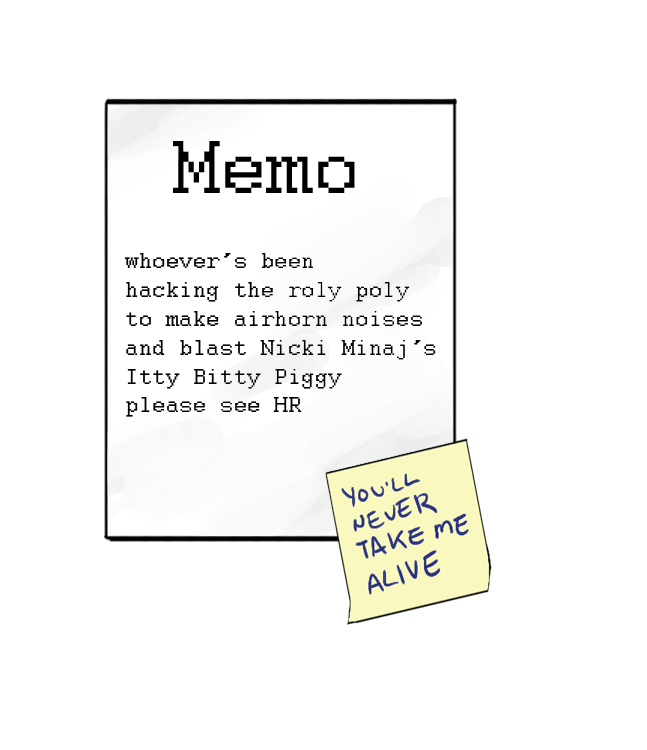 Memo
whoever's been
hacking the roly poly
to make airhorn noises
and blast Nicki Minaj's
Itty Bitty Piggy
please see HR
YOU'LL
NEVER
TAKE ME
ALIVE